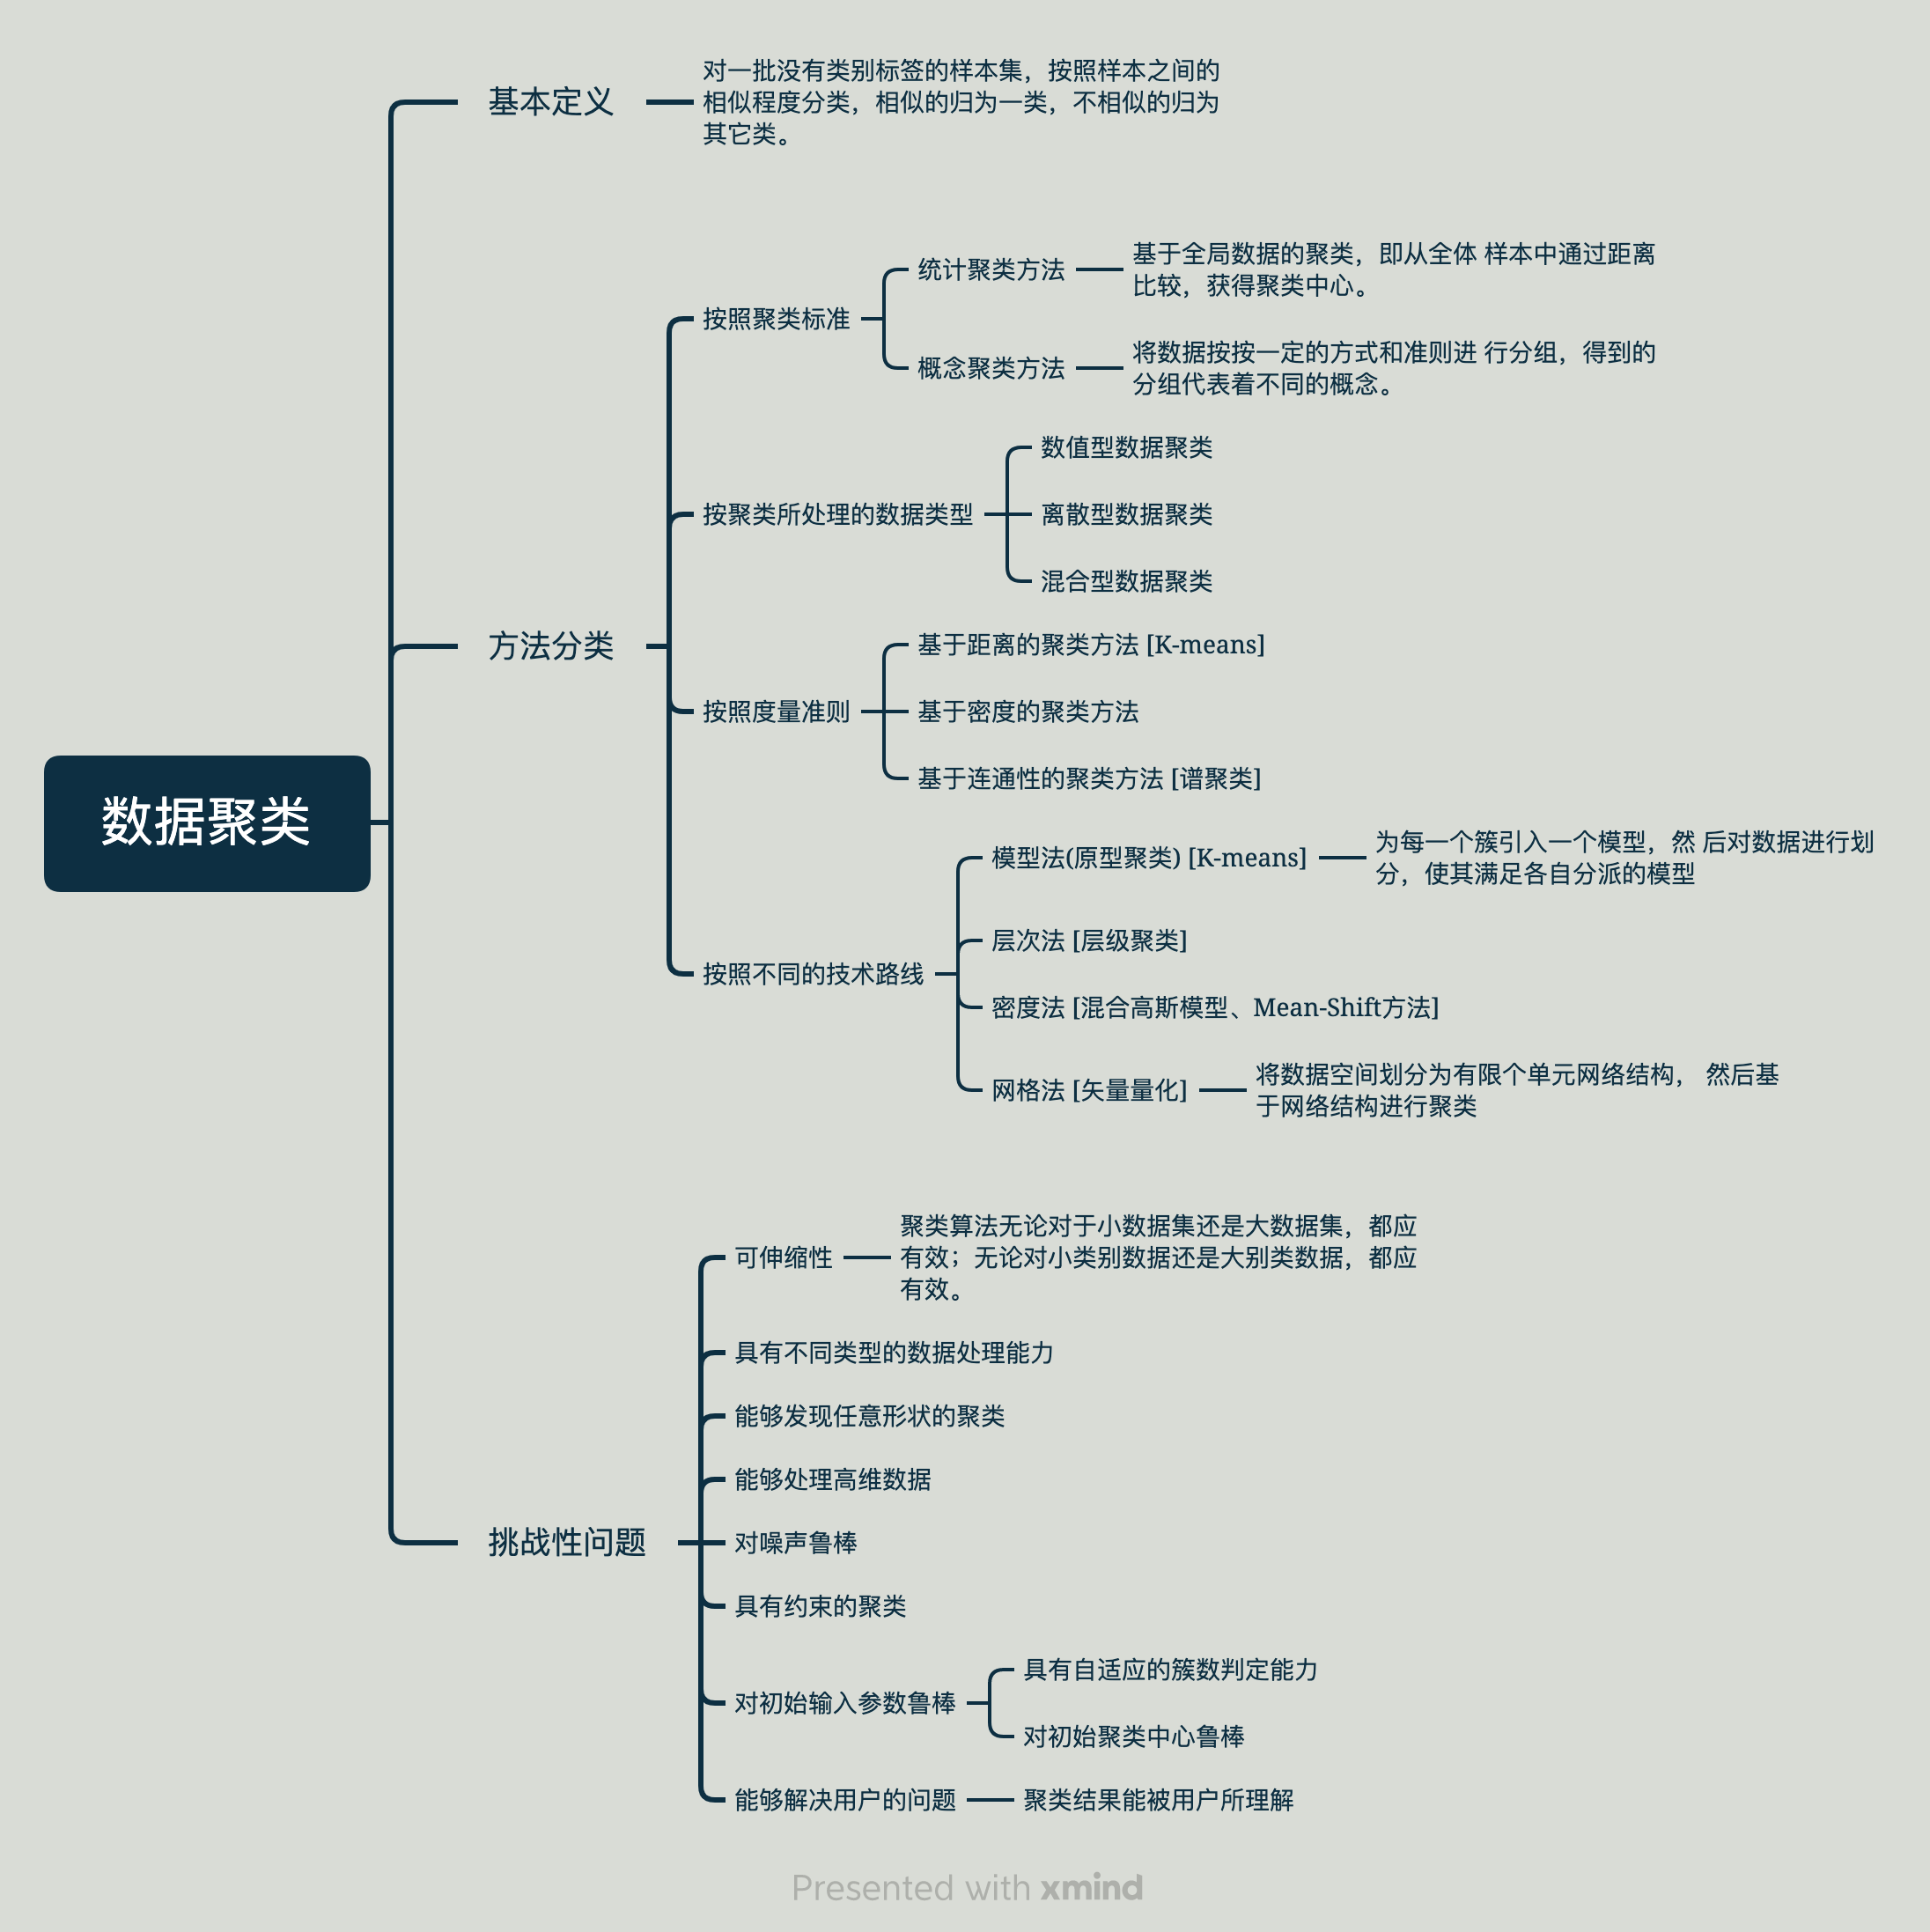 数据聚类
基本定义
对一批没有类别标签的样本集，按照样本之间的
相似程度分类，相似的归为一类，不相似的归为
其它类。
方法分类
按照聚类标准
统计聚类方法
基于全局数据的聚类，即从全体 样本中通过距离
比较，获得聚类中心。
概念聚类方法
将数据按按一定的方式和准则进 行分组，得到的
分组代表着不同的概念。
按聚类所处理的数据类型
数值型数据聚类
离散型数据聚类
混合型数据聚类
按照度量准则
基于距离的聚类方法 [K-means]
基于密度的聚类方法
基于连通性的聚类方法 [谱聚类]
按照不同的技术路线
模型法(原型聚类) [K-means]
为每一个簇引入一个模型，然 后对数据进行划
分，使其满足各自分派的模型
层次法 [层级聚类]
密度法 [混合高斯模型、Mean-Shift方法]
网格法 [矢量量化]
将数据空间划分为有限个单元网络结构， 然后基
于网络结构进行聚类
挑战性问题
可伸缩性
聚类算法无论对于小数据集还是大数据集，都应
有效；无论对小类别数据还是大别类数据，都应
有效。
具有不同类型的数据处理能力
能够发现任意形状的聚类
能够处理高维数据
对噪声鲁棒
具有约束的聚类
对初始输入参数鲁棒
具有自适应的簇数判定能力
对初始聚类中心鲁棒
能够解决用户的问题
聚类结果能被用户所理解
Presented with xmind